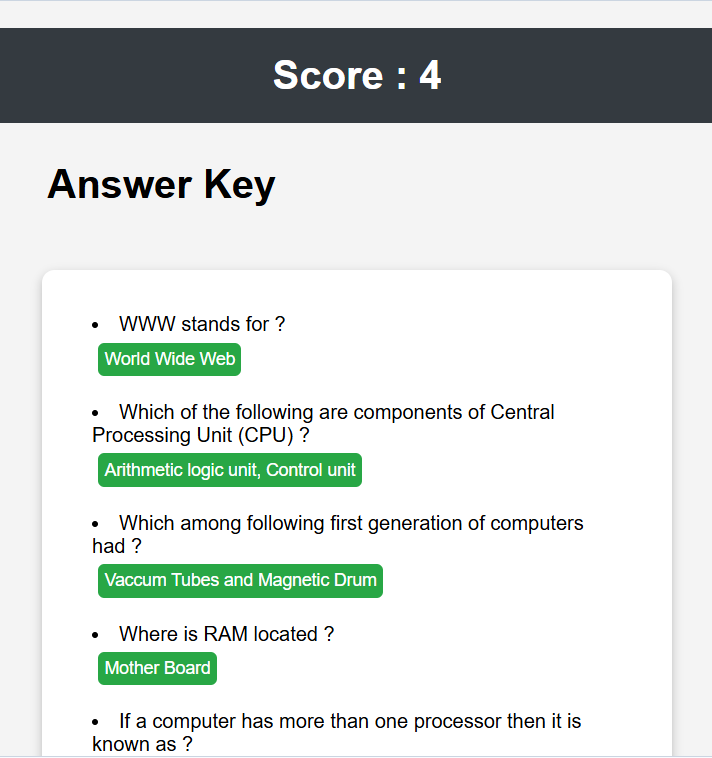 Score : 4
Answer Key
• WWW stands for ?
World Wide Web
• Which of the following are components of Central
Processing Unit (CPU) ?
Arithmetic logic unit, Control unit
• Which among following first generation of computers
had ?
Vaccum Tubes and Magnetic Drum
• Where is RAM located ?
Mother Board
• If a computer has more than one processor then it is
known as ?